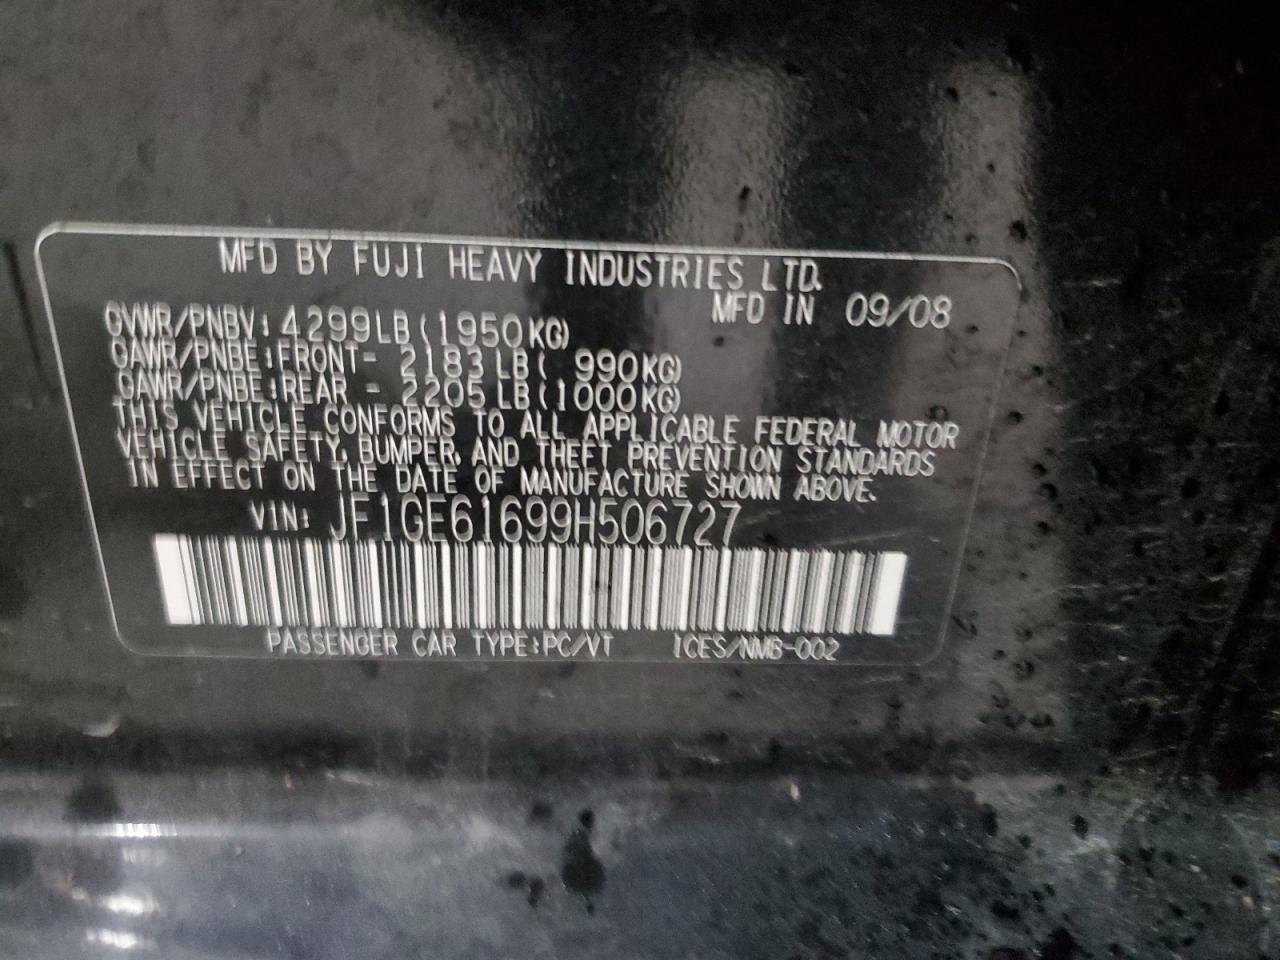 MFD BY FUJI HEAVY INDUSTRIES LTD.
MFD IN 09/08
GVWR/PNBV: 4299LB(1950KG)
GAWR/PNBE:FRONT- 2183LB( 990KG)
GAWR/PNBE:REAR - 2205LB(1000KG)
THIS VEHICLE CONFORMS TO ALL APPLICABLE FEDERAL MOTOR
VEHICLE SAFETY, BUMPER, AND THEFT PREVENTION STANDARDS
IN EFFECT ON THE DATE OF MANUFACTURE SHOWN ABOVE.
VIN: JF1GE61699H506727
PASSENGER CAR TYPE:PC/VT ICES/NMB-002